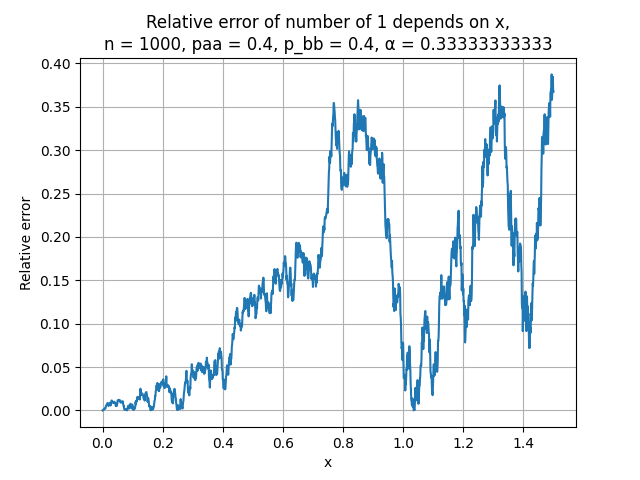 Relative error of number of 1 depends on x,
n = 1000, paa = 0.4, p_bb = 0.4, α = 0.33333333333
0.40
0.35
0.30
0.25
0.20
0.15
0.10
0.05
0.00
Relative error
0.0 0.2 0.4 0.6 0.8 1.0 1.2 1.4
x